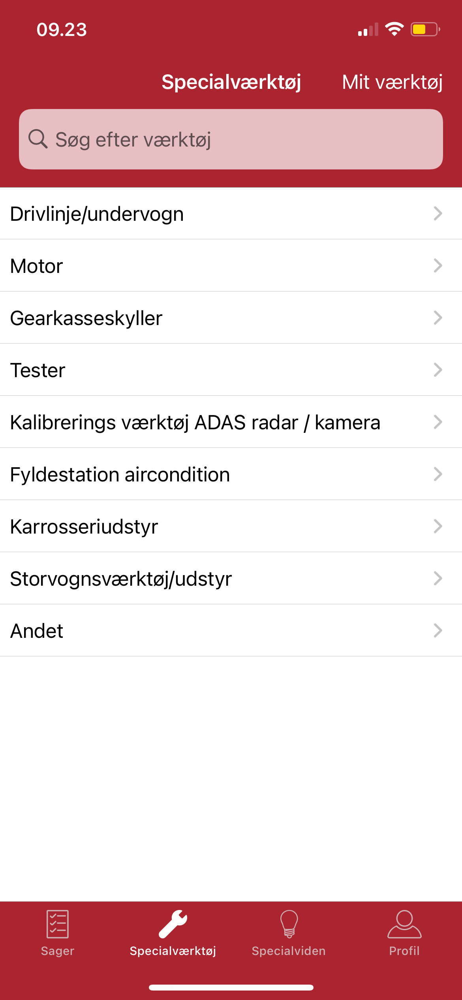 09.23
Specialværktøj
Mit værktøj
Søg efter værktøj
Drivlinje/undervogn
Motor
Gearkasseskyller
Tester
Kalibrerings værktøj ADAS radar / kamera
Fyldestation aircondition
Karrosseriudstyr
Storvognsværktøj/udstyr
Andet
Sager
Specialværktøj
Specialviden
Profil